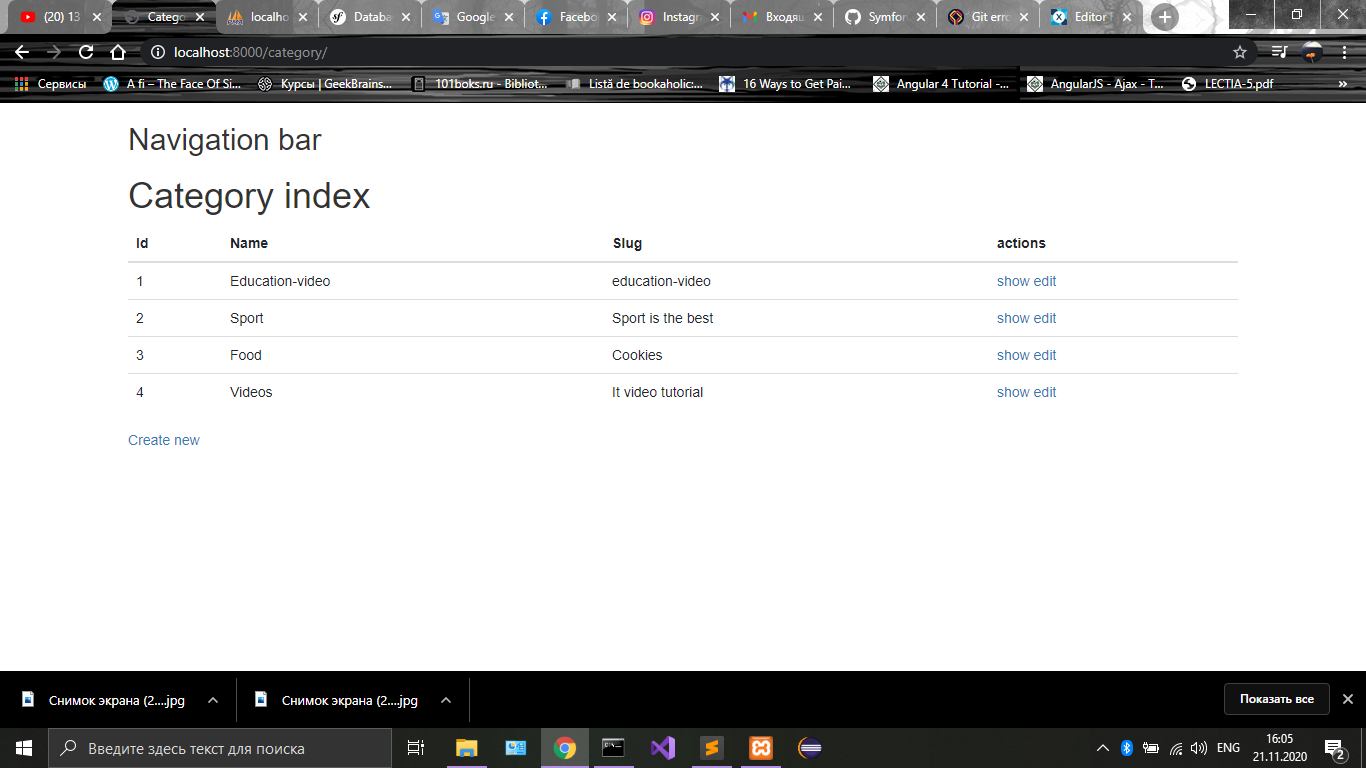 (20) 13
Catego
localho
Databa
Google
Facebo
Instagr
Входящ
Symfor
Git erro
Editor T
localhost:8000/category/
Сервисы
A fi – The Face Of Si...
Курсы | GeekBrains...
101boks.ru - Bibliot...
Listă de bookaholic:...
16 Ways to Get Pai...
Angular 4 Tutorial -...
AngularJS - Ajax - T...
LECTIA-5.pdf
»
Navigation bar
Category index
Id Name Slug actions
1 Education-video education-video show edit
2 Sport Sport is the best show edit
3 Food Cookies show edit
4 Videos It video tutorial show edit
Create new
Снимок экрана (2....jpg
Снимок экрана (2....jpg
Показать все
Введите здесь текст для поиска
ENG
16:05
21.11.2020
2